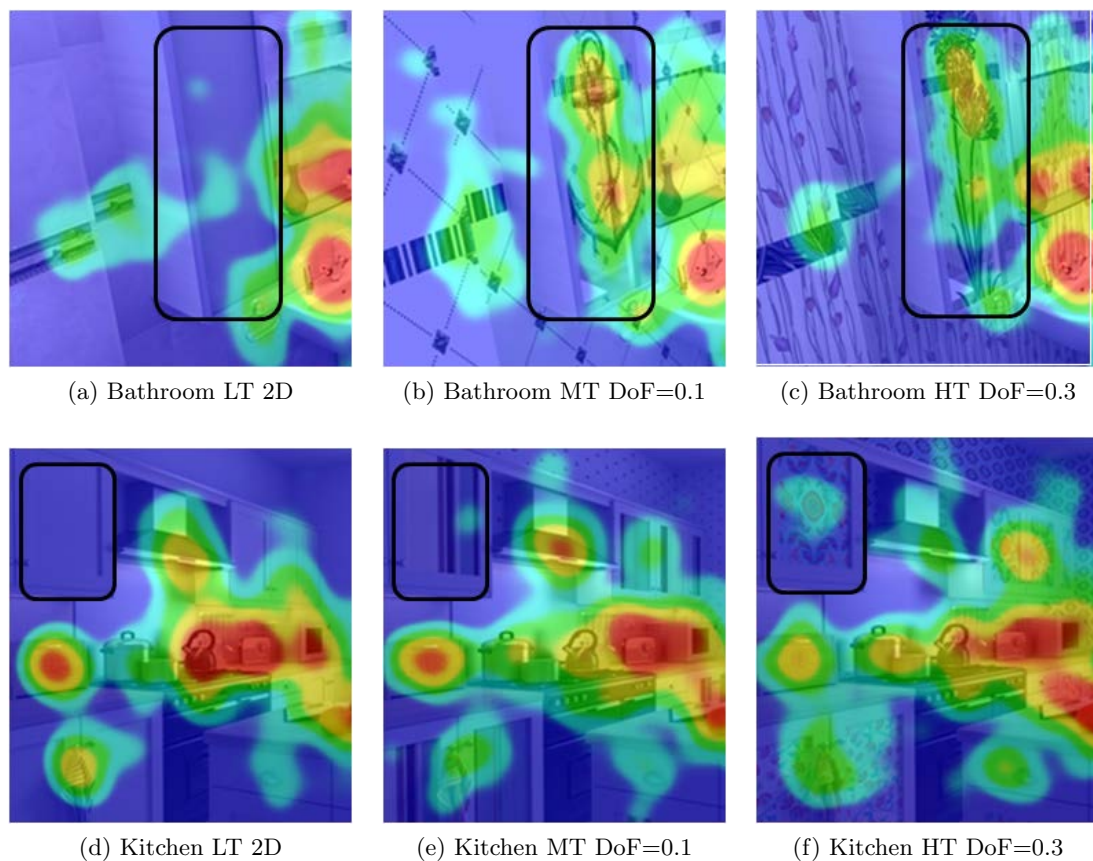 (a) Bathroom LT 2D
(b) Bathroom MT DoF=0.1
(c) Bathroom HT DoF=0.3
(d) Kitchen LT 2D
(e) Kitchen MT DoF=0.1
(f) Kitchen HT DoF=0.3